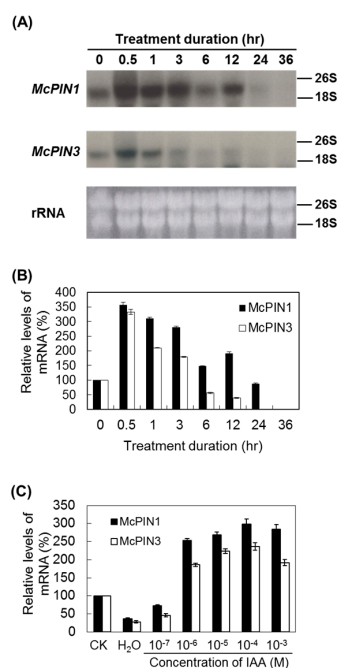 (A)
Treatment duration (hr)
0 0.5 1 3 6 12 24 36
McPIN1
26S
18S
McPIN3
26S
18S
rRNA
26S
18S
(B)
Relative levels of
mRNA (%)
400
350
300
250
200
150
100
50
0
McPIN1
McPIN3
0 0.5 1 3 6 12 24 36
Treatment duration (hr)
(C)
Relative levels of
mRNA (%)
350
300
250
200
150
100
50
0
McPIN1
McPIN3
CK H₂O 10⁻⁷ 10⁻⁶ 10⁻⁵ 10⁻⁴ 10⁻³
Concentration of IAA (M)